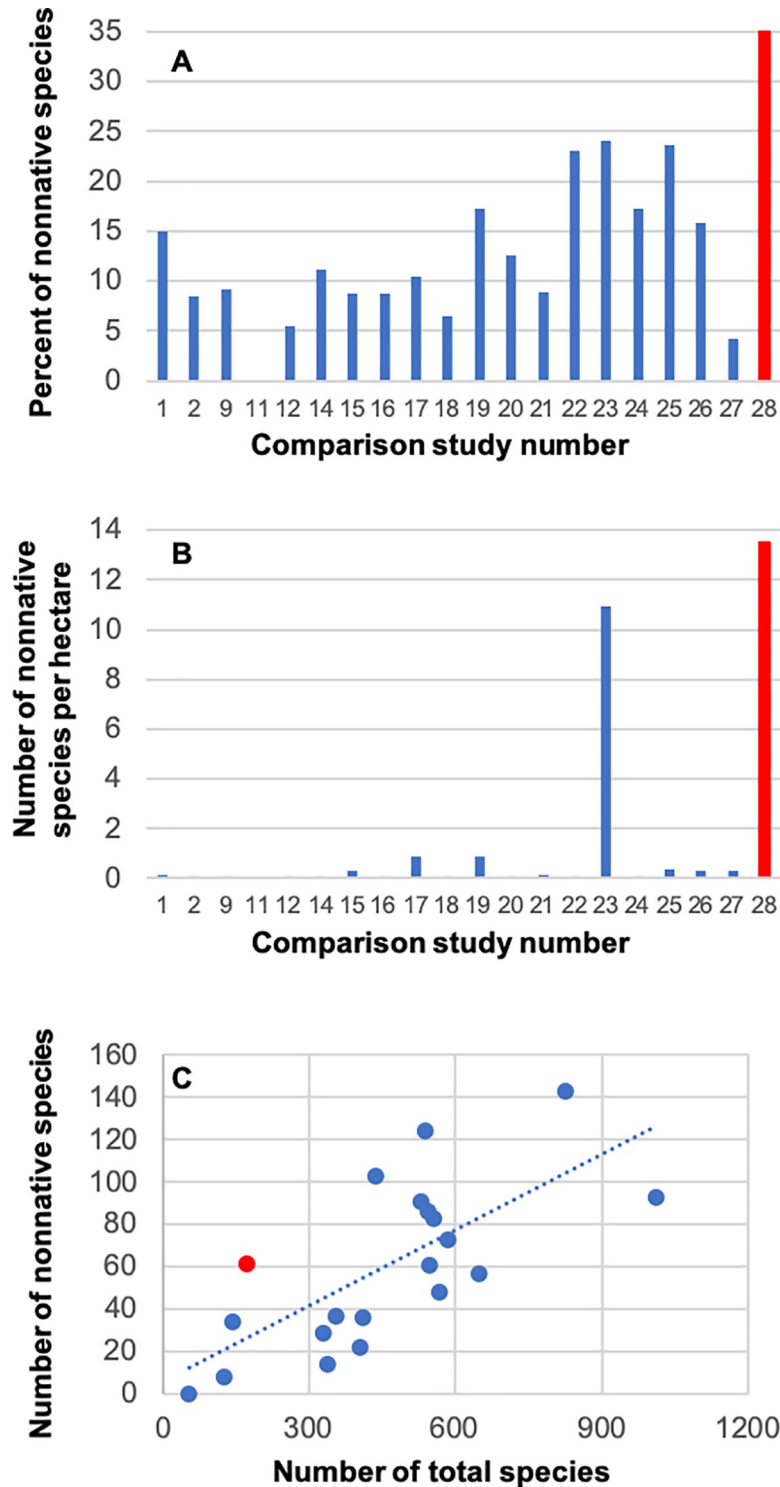 A
Percent of nonnative species
35
30
25
20
15
10
5
0
1 2 9 11 12 14 15 16 17 18 19 20 21 22 23 24 25 26 27 28
Comparison study number
B
Number of nonnative
species per hectare
14
12
10
8
6
4
2
0
1 2 9 11 12 14 15 16 17 18 19 20 21 22 23 24 25 26 27 28
Comparison study number
C
Number of nonnative species
160
140
120
100
80
60
40
20
0
0 300 600 900 1200
Number of total species